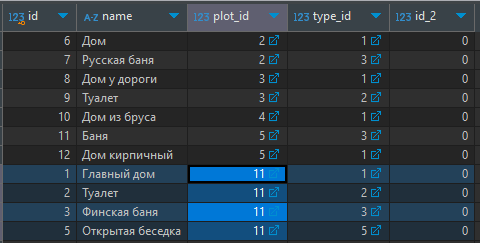 123 id A-Z name 123 plot_id 123 type_id 123 id_2
6 Дом 2 1 0
7 Русская баня 2 3 0
8 Дом у дороги 3 1 0
9 Туалет 3 2 0
10 Дом из бруса 4 1 0
11 Баня 5 3 0
12 Дом кирпичный 5 1 0
1 Главный дом 11 1 0
2 Туалет 11 2 0
3 Финская баня 11 3 0
5 Открытая беседка 11 5 0